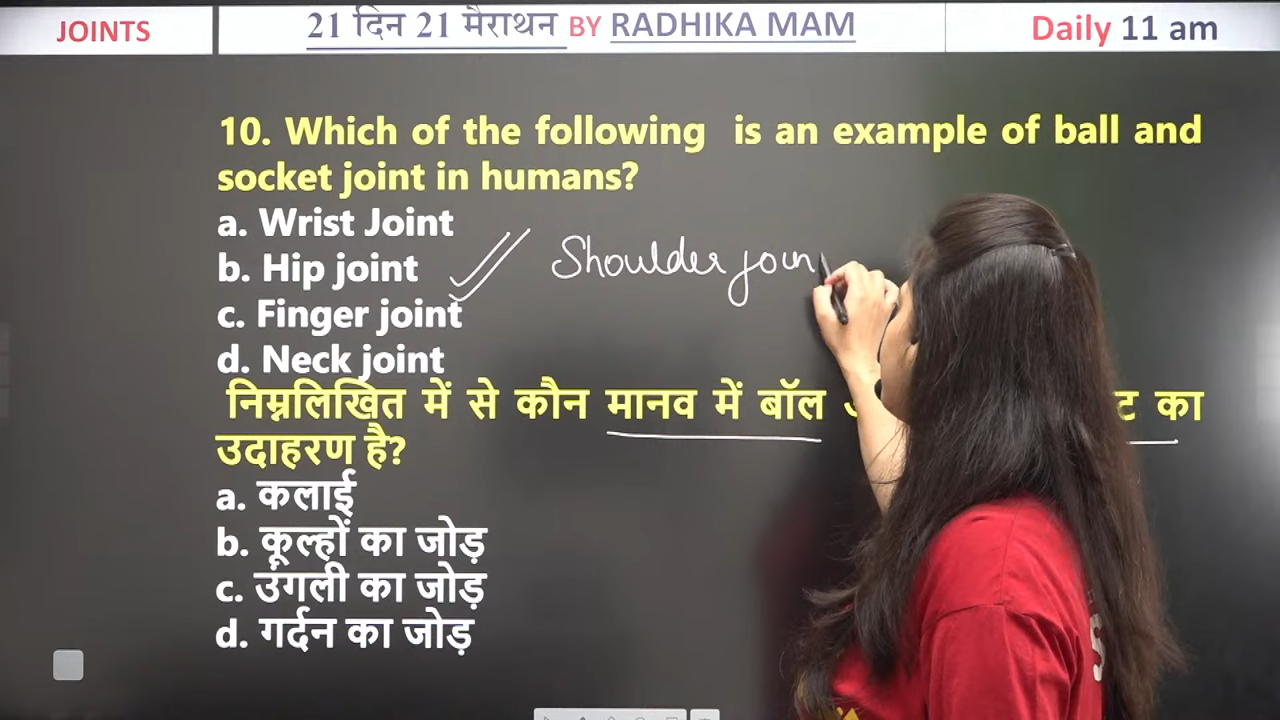 JOINTS
21 दिन 21 मैराथन BY RADHIKA MAM
Daily 11 am
10. Which of the following is an example of ball and
socket joint in humans?
a. Wrist Joint
b. Hip joint
Shoulder join
c. Finger joint
d. Neck joint
निम्नलिखित में से कौन मानव में बॉल ट का
उदाहरण है?
a. कलाई
b. कूल्हों का जोड़
c. उंगली का जोड़
d. गर्दन का जोड़